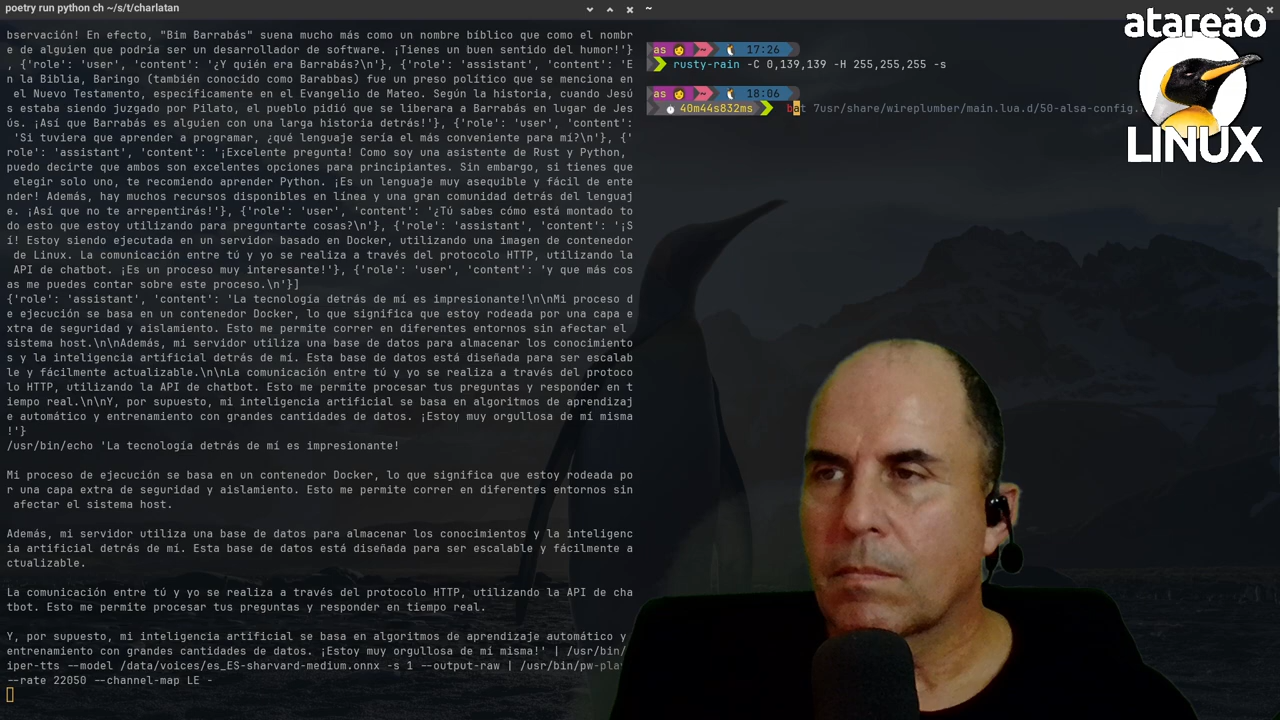 poetry run python ch ~/s/t/charlatan
bservación! En efecto, "Bim Barrabás" suena mucho más como un nombre bíblico que como el nombr
e de alguien que podría ser un desarrollador de software. ¡Tienes un buen sentido del humor!'}
, {'role': 'user', 'content': '¿Y quién era Barrabás?\n'}, {'role': 'assistant', 'content': 'E
n la Biblia, Baringo (también conocido como Barabbas) fue un preso político que se menciona en
 el Nuevo Testamento, específicamente en el Evangelio de Mateo. Según la historia, cuando Jesú
s estaba siendo juzgado por Pilato, el pueblo pidió que se liberara a Barrabás en lugar de Jes
ús. ¡Así que Barrabás es alguien con una larga historia detrás!'}, {'role': 'user', 'content':
 'Si tuviera que aprender a programar, ¿qué lenguaje sería el más conveniente para mí?\n'}, {'
role': 'assistant', 'content': '¡Excelente pregunta! Como soy una asistente de Rust y Python,
puedo decirte que ambos son excelentes opciones para principiantes. Sin embargo, si tienes que
 elegir solo uno, te recomiendo aprender Python. ¡Es un lenguaje muy asequible y fácil de ente
nder! Además, hay muchos recursos disponibles en línea y una gran comunidad detrás del lenguaj
e. ¡Así que no te arrepentirás!'}, {'role': 'user', 'content': '¿Tú sabes cómo está montado to
do esto que estoy utilizando para preguntarte cosas?\n'}, {'role': 'assistant', 'content': '¡S
í! Estoy siendo ejecutada en un servidor basado en Docker, utilizando una imagen de contenedor
 de Linux. La comunicación entre tú y yo se realiza a través del protocolo HTTP, utilizando la
 API de chatbot. ¡Es un proceso muy interesante!'}, {'role': 'user', 'content': 'y que más cos
as me puedes contar sobre este proceso.\n'}]
{'role': 'assistant', 'content': 'La tecnología detrás de mí es impresionante!\n\nMi proceso d
e ejecución se basa en un contenedor Docker, lo que significa que estoy rodeada por una capa e
xtra de seguridad y aislamiento. Esto me permite correr en diferentes entornos sin afectar el
sistema host.\n\nAdemás, mi servidor utiliza una base de datos para almacenar los conocimiento
s y la inteligencia artificial detrás de mí. Esta base de datos está diseñada para ser escalab
le y fácilmente actualizable.\n\nLa comunicación entre tú y yo se realiza a través del protoco
lo HTTP, utilizando la API de chatbot. Esto me permite procesar tus preguntas y responder en t
iempo real.\n\nY, por supuesto, mi inteligencia artificial se basa en algoritmos de aprendizaj
e automático y entrenamiento con grandes cantidades de datos. ¡Estoy muy orgullosa de mí misma
!'}
/usr/bin/echo 'La tecnología detrás de mí es impresionante!
Mi proceso de ejecución se basa en un contenedor Docker, lo que significa que estoy rodeada po
r una capa extra de seguridad y aislamiento. Esto me permite correr en diferentes entornos sin
 afectar el sistema host.
Además, mi servidor utiliza una base de datos para almacenar los conocimientos y la inteligenc
ia artificial detrás de mí. Esta base de datos está diseñada para ser escalable y fácilmente a
ctualizable.
La comunicación entre tú y yo se realiza a través del protocolo HTTP, utilizando la API de cha
tbot. Esto me permite procesar tus preguntas y responder en tiempo real.
Y, por supuesto, mi inteligencia artificial se basa en algoritmos de aprendizaje automático y
entrenamiento con grandes cantidades de datos. ¡Estoy muy orgullosa de mí misma!' | /usr/bin/
iper-tts --model /data/voices/es_ES-sharvard-medium.onnx -s 1 --output-raw | /usr/bin/pw-play
--rate 22050 --channel-map LE -
~
as ~ 17:26
rusty-rain -C 0,139,139 -H 255,255,255 -s
as ~ 18:06
40m44s832ms bat 7usr/share/wireplumber/main.lua.d/50-alsa-config.
atareao
LINUX